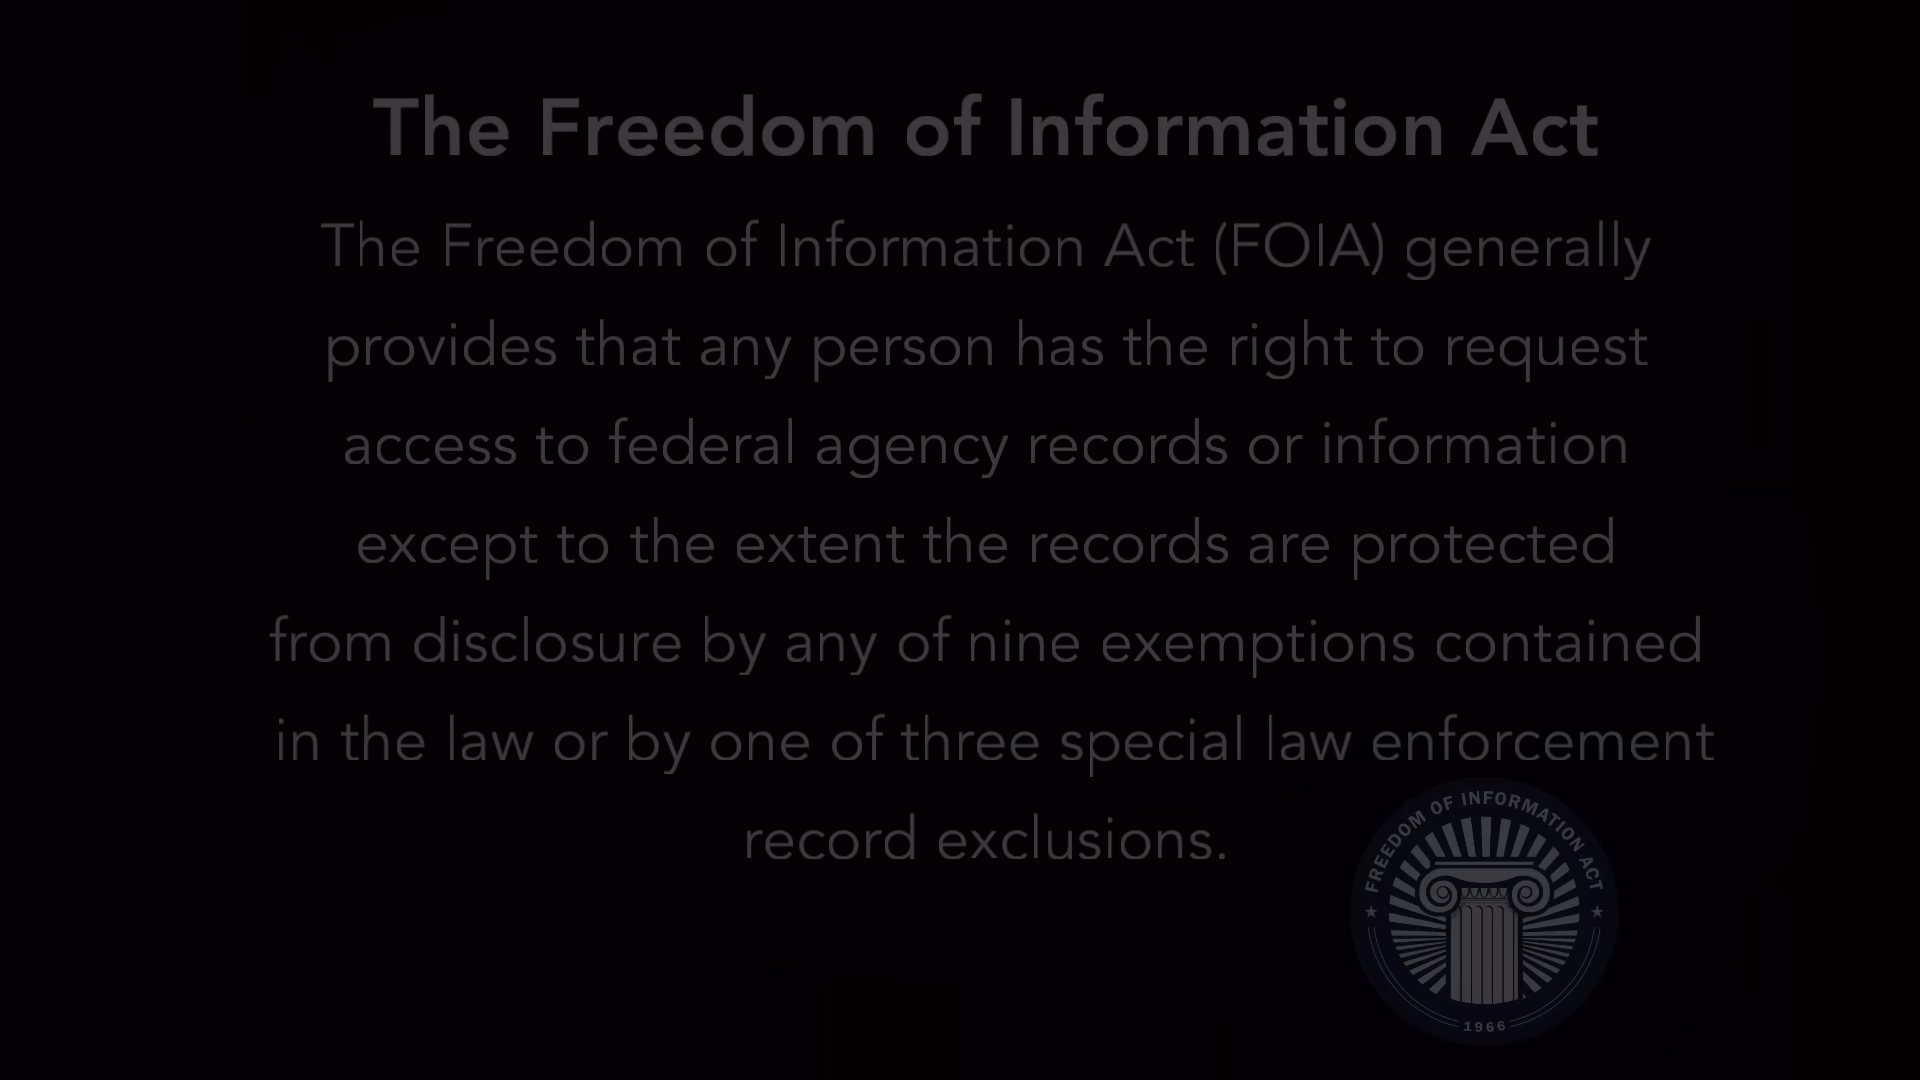 The Freedom of Information Act
The Freedom of Information Act (FOIA) generally
provides that any person has the right to request
access to federal agency records or information
except to the extent the records are protected
from disclosure by any of nine exemptions contained
in the law or by one of three special law enforcement
record exclusions.
FREEDOM OF INFORMATION ACT
1966